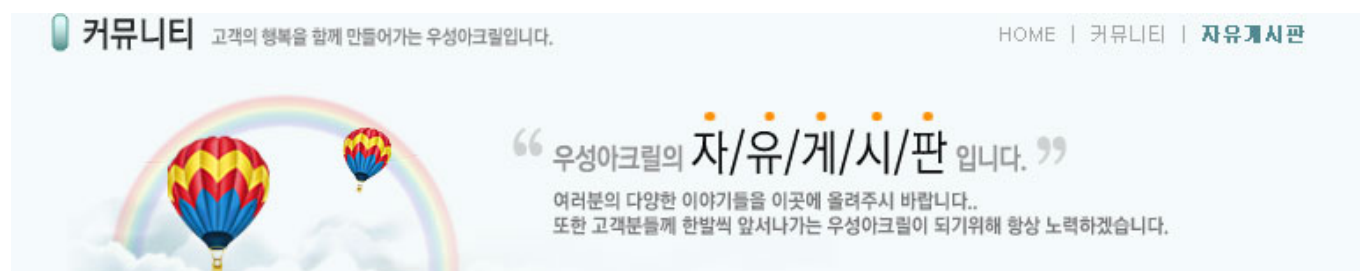 커뮤니티 고객의 행복을 함께 만들어가는 우성아크릴입니다.
HOME | 커뮤니티 | 자유게시판
“ 우성아크릴의 자/유/게/시/판 입니다. ”
여러분의 다양한 이야기들을 이곳에 올려주시 바랍니다..
또한 고객분들께 한발씩 앞서나가는 우성아크릴이 되기위해 항상 노력하겠습니다.